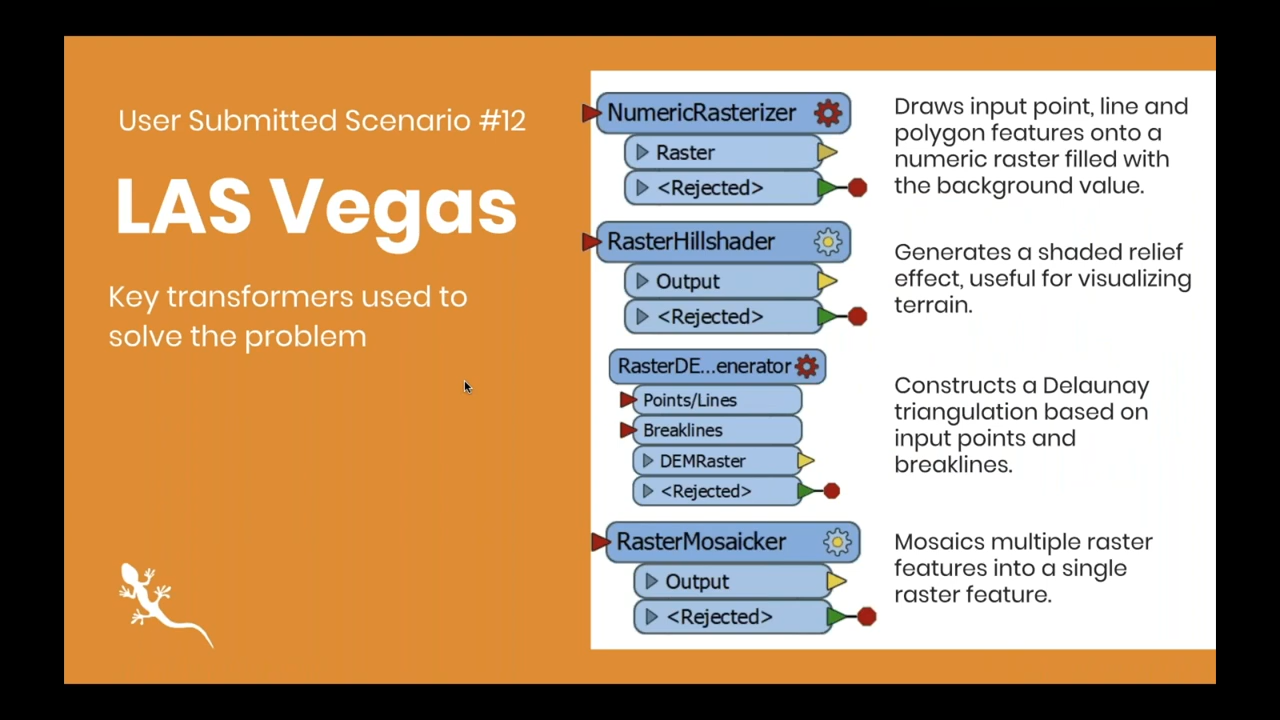 User Submitted Scenario #12
LAS Vegas
Key transformers used to
solve the problem
NumericRasterizer
Raster
<Rejected>
Draws input point, line and
polygon features onto a
numeric raster filled with
the background value.
RasterHillshader
Output
<Rejected>
Generates a shaded relief
effect, useful for visualizing
terrain.
RasterDE...enerator
Points/Lines
Breaklines
DEMRaster
<Rejected>
Constructs a Delaunay
triangulation based on
input points and
breaklines.
RasterMosaicker
Output
<Rejected>
Mosaics multiple raster
features into a single
raster feature.